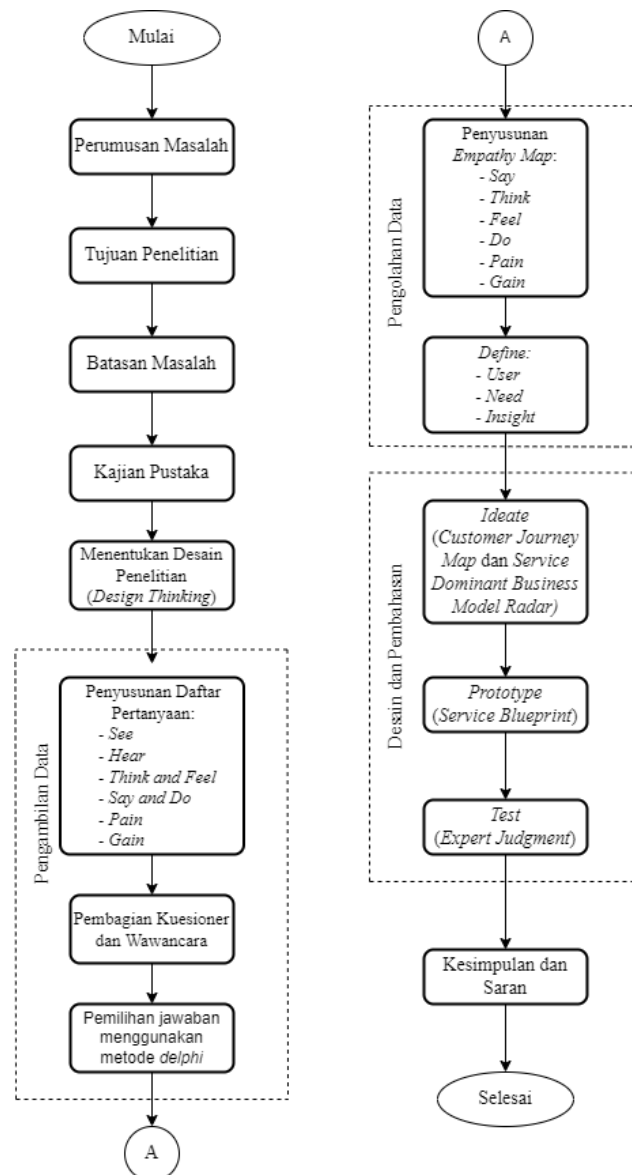 Mulai
Perumusan Masalah
Tujuan Penelitian
Batasan Masalah
Kajian Pustaka
Menentukan Desain
Penelitian
(Design Thinking)
Pengambilan Data
Penyusunan Daftar
Pertanyaan:
- See
- Hear
- Think and Feel
- Say and Do
- Pain
- Gain
Pembagian Kuesioner
dan Wawancara
Pemilihan jawaban
menggunakan
metode delphi
A
A
Pengolahan Data
Penyusunan
Empathy Map:
- Say
- Think
- Feel
- Do
- Pain
- Gain
Define:
- User
- Need
- Insight
Desain dan Pembahasan
Ideate
(Customer Journey
Map dan Service
Dominant Business
Model Radar)
Prototype
(Service Blueprint)
Test
(Expert Judgment)
Kesimpulan dan
Saran
Selesai